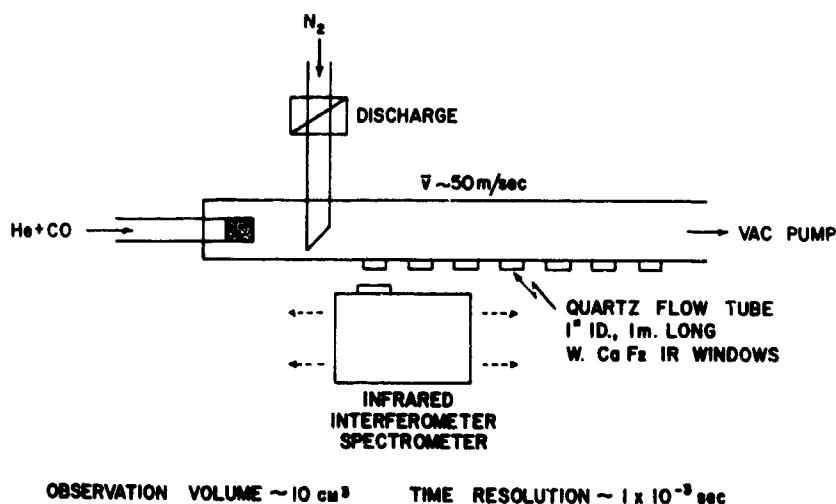 N₂
DISCHARGE
V̄ ~ 50 m/sec
He+CO
VAC PUMP
QUARTZ FLOW TUBE
1" ID., 1m. LONG
W. CaF₂ IR WINDOWS
INFRARED
INTERFEROMETER
SPECTROMETER
OBSERVATION VOLUME ~ 10 cm³ TIME RESOLUTION ~ 1 x 10⁻³ sec